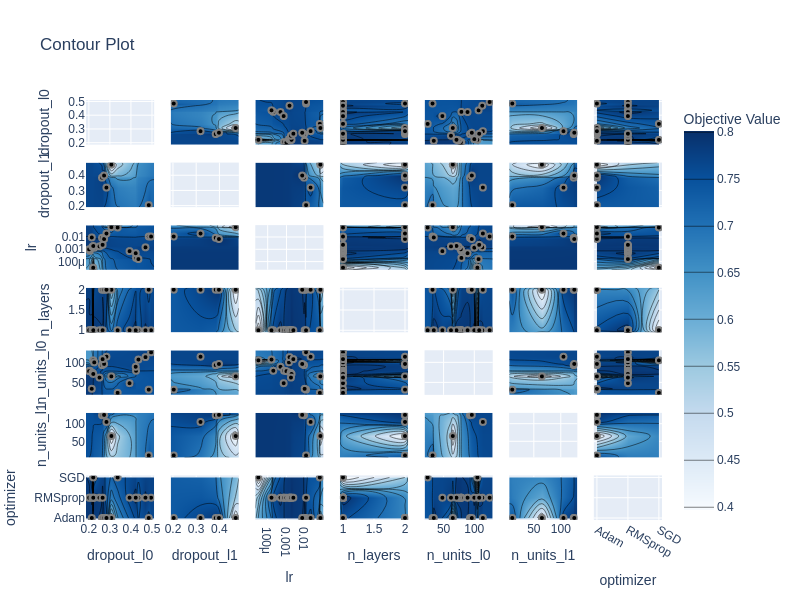 Contour Plot
Objective Value
0.8
0.75
0.7
0.65
0.6
0.55
0.5
0.45
0.4
dropout_l0
0.5
0.4
0.3
0.2
dropout_l1
0.4
0.3
0.2
lr
0.01
0.001
100μ
n_layers
2
1.5
1
n_units_l0
100
50
n_units_l1
100
50
optimizer
SGD
RMSprop
Adam
0.2 0.3 0.4 0.5
0.2 0.3 0.4
100μ 0.001 0.01
1 1.5 2
50 100
50 100
Adam RMSprop SGD
dropout_l0 dropout_l1 lr n_layers n_units_l0 n_units_l1 optimizer